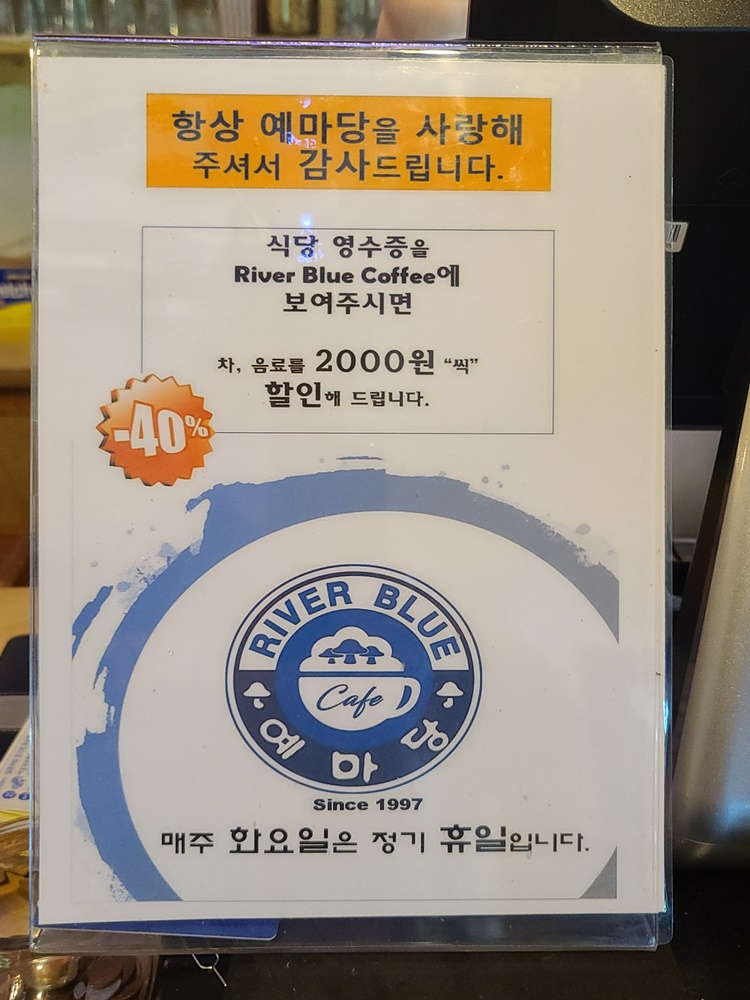 항상 예마당을 사랑해
주셔서 감사드립니다.
식당 영수증을
River Blue Coffee에
보여주시면
차, 음료를 2000원 “씩”
할인해 드립니다.
-40%
RIVER BLUE
Cafe
예마당
Since 1997
매주 화요일은 정기 휴일입니다.